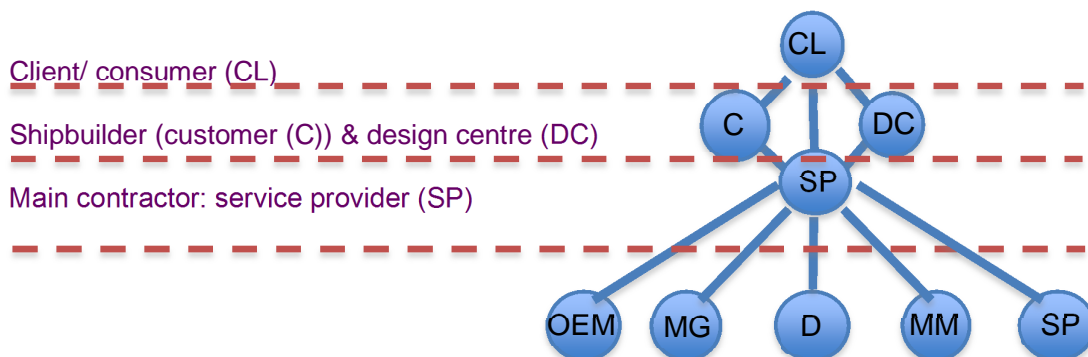 CL
Client/ consumer (CL)
C
DC
Shipbuilder (customer (C)) & design centre (DC)
SP
Main contractor: service provider (SP)
OEM MG D MM SP